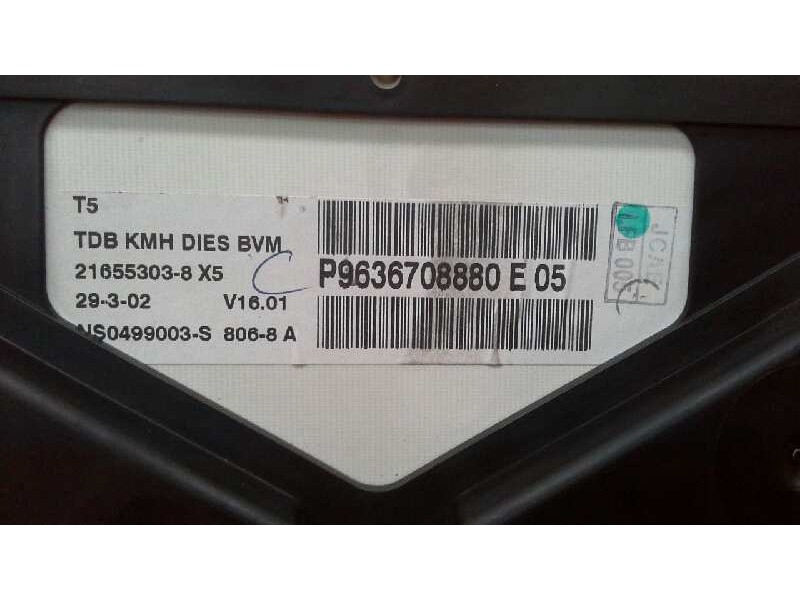 T5
TDB KMH DIES BVM
21655303-8 X5
29-3-02 V16.01
NS0499003-S 806-8 A
C
P9636708880 E 05